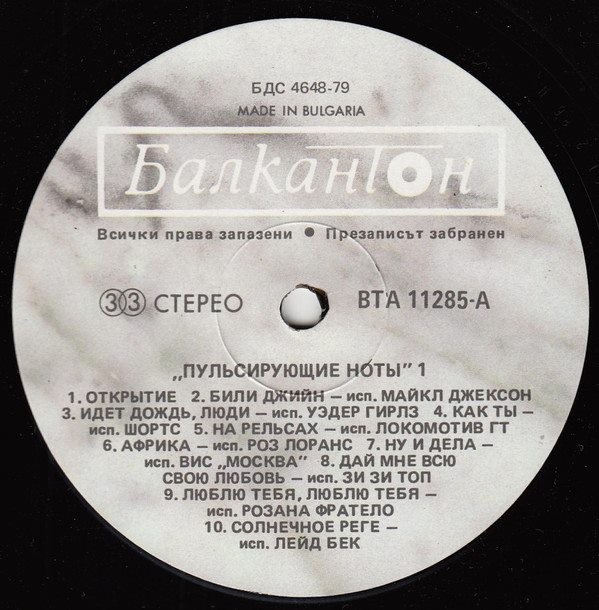 БДС 4648-79
MADE IN BULGARIA
Балкантон
Всички права запазени ● Презаписът забранен
33 СТЕРЕО
ВТА 11285-А
„ПУЛЬСИРУЮЩИЕ НОТЫ" 1
1. ОТКРЫТИЕ 2. БИЛИ ДЖИЙН – исп. МАЙКЛ ДЖЕКСОН
3. ИДЕТ ДОЖДЬ, ЛЮДИ – исп. УЭДЕР ГИРЛЗ 4. КАК ТЫ –
исп. ШОРТС 5. НА РЕЛЬСАХ – исп. ЛОКОМОТИВ ГТ
6. АФРИКА – исп. РОЗ ЛОРАНС 7. НУ И ДЕЛА –
исп. ВИС „МОСКВА" 8. ДАЙ МНЕ ВСЮ
СВОЮ ЛЮБОВЬ – исп. ЗИ ЗИ ТОП
9. ЛЮБЛЮ ТЕБЯ, ЛЮБЛЮ ТЕБЯ –
исп. РОЗАНА ФРАТЕЛО
10. СОЛНЕЧНОЕ РЕГЕ –
исп. ЛЕЙД БЕК